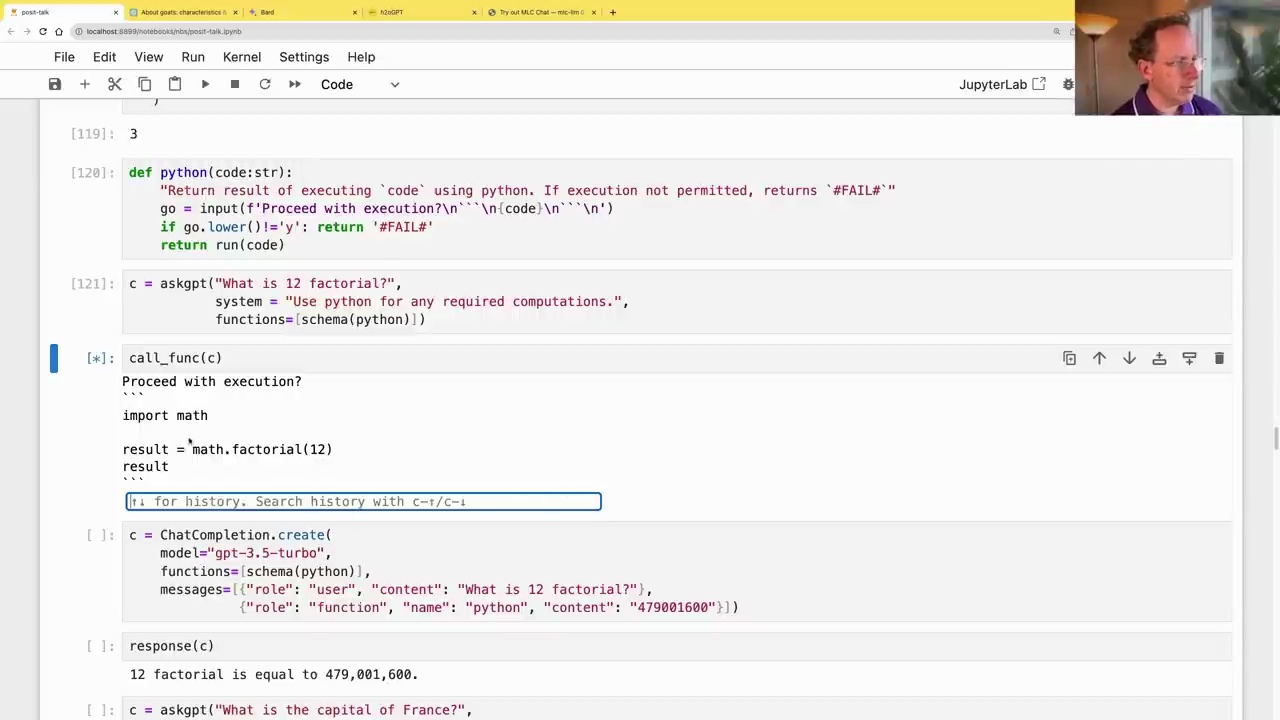 posit-talk
About goats: characteristics &
Bard
h2oGPT
Try out MLC Chat — mlc-llm
localhost:8899/notebooks/nbs/posit-talk.ipynb
File Edit View Run Kernel Settings Help
Code
JupyterLab
)
[119]: 3
[120]: def python(code:str):
"Return result of executing `code` using python. If execution not permitted, returns `#FAIL#`"
go = input(f'Proceed with execution?\n```\n{code}\n```\n')
if go.lower()!='y': return '#FAIL#'
return run(code)
[121]: c = askgpt("What is 12 factorial?",
system = "Use python for any required computations.",
functions=[schema(python)])
[*]: call_func(c)
Proceed with execution?
```
import math
result = math.factorial(12)
result
```
↑↓ for history. Search history with c-↑/c-↓
[ ]: c = ChatCompletion.create(
model="gpt-3.5-turbo",
functions=[schema(python)],
messages=[{"role": "user", "content": "What is 12 factorial?"},
{"role": "function", "name": "python", "content": "479001600"}])
[ ]: response(c)
12 factorial is equal to 479,001,600.
[ ]: c = askgpt("What is the capital of France?",